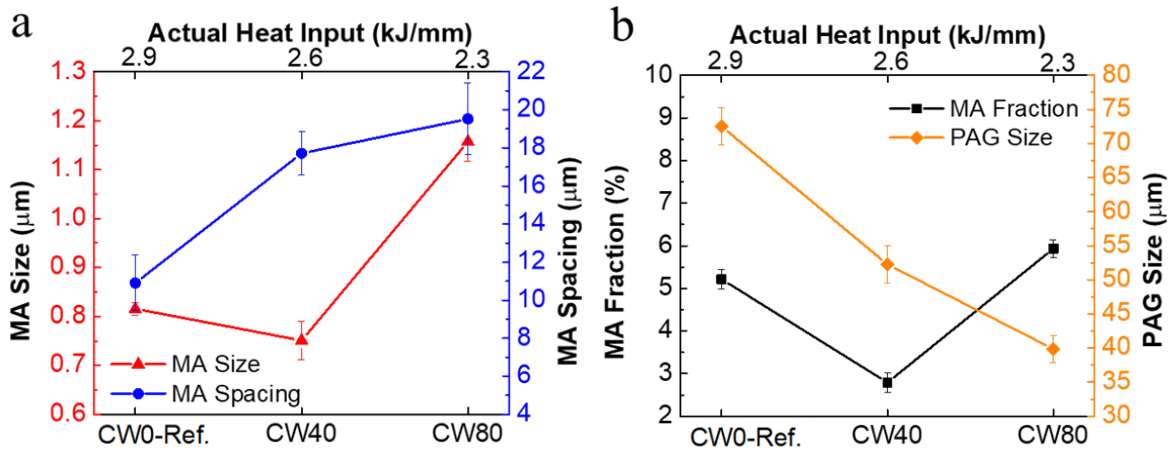 a
Actual Heat Input (kJ/mm)
2.9 2.6 2.3
MA Size (μm)
1.3
1.2
1.1
1.0
0.9
0.8
0.7
0.6
MA Spacing (μm)
22
20
18
16
14
12
10
8
6
4
MA Size
MA Spacing
CW0-Ref. CW40 CW80
b
Actual Heat Input (kJ/mm)
2.9 2.6 2.3
MA Fraction (%)
10
9
8
7
6
5
4
3
2
PAG Size (μm)
80
75
70
65
60
55
50
45
40
35
30
MA Fraction
PAG Size
CW0-Ref. CW40 CW80